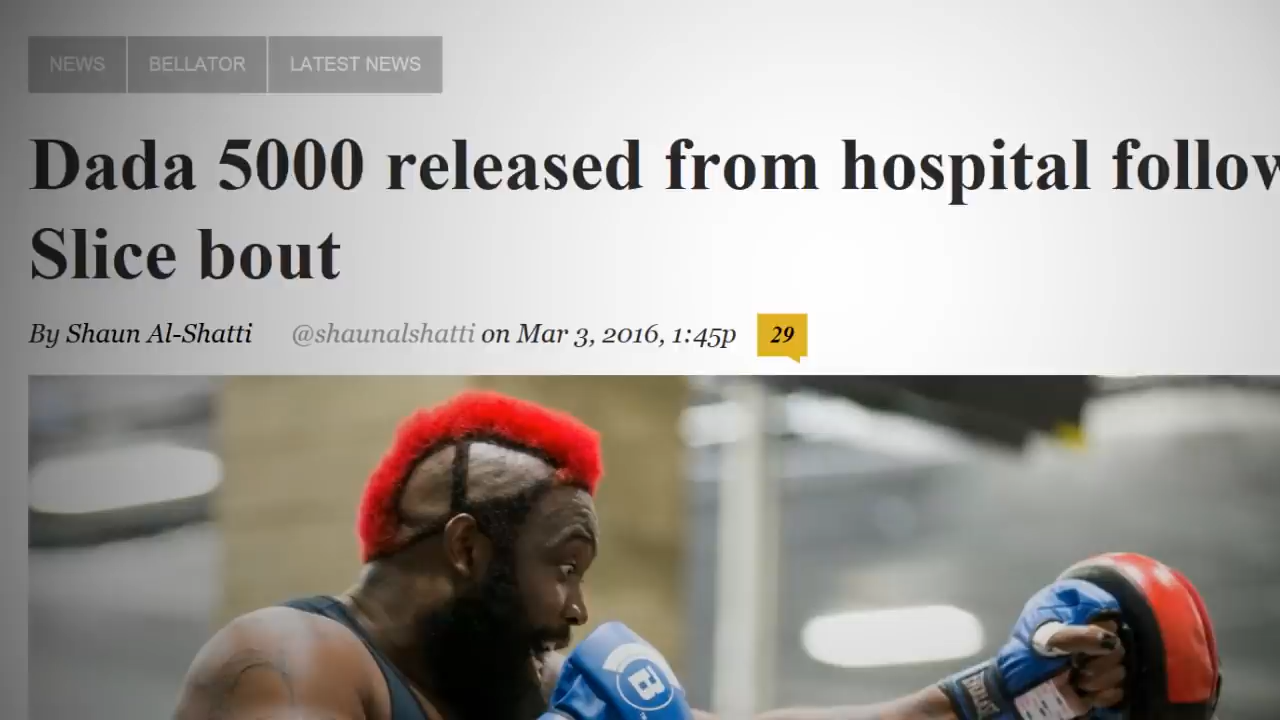 NEWS BELLATOR LATEST NEWS
Dada 5000 released from hospital follow
Slice bout
By Shaun Al-Shatti @shaunalshatti on Mar 3, 2016, 1:45p 29
B